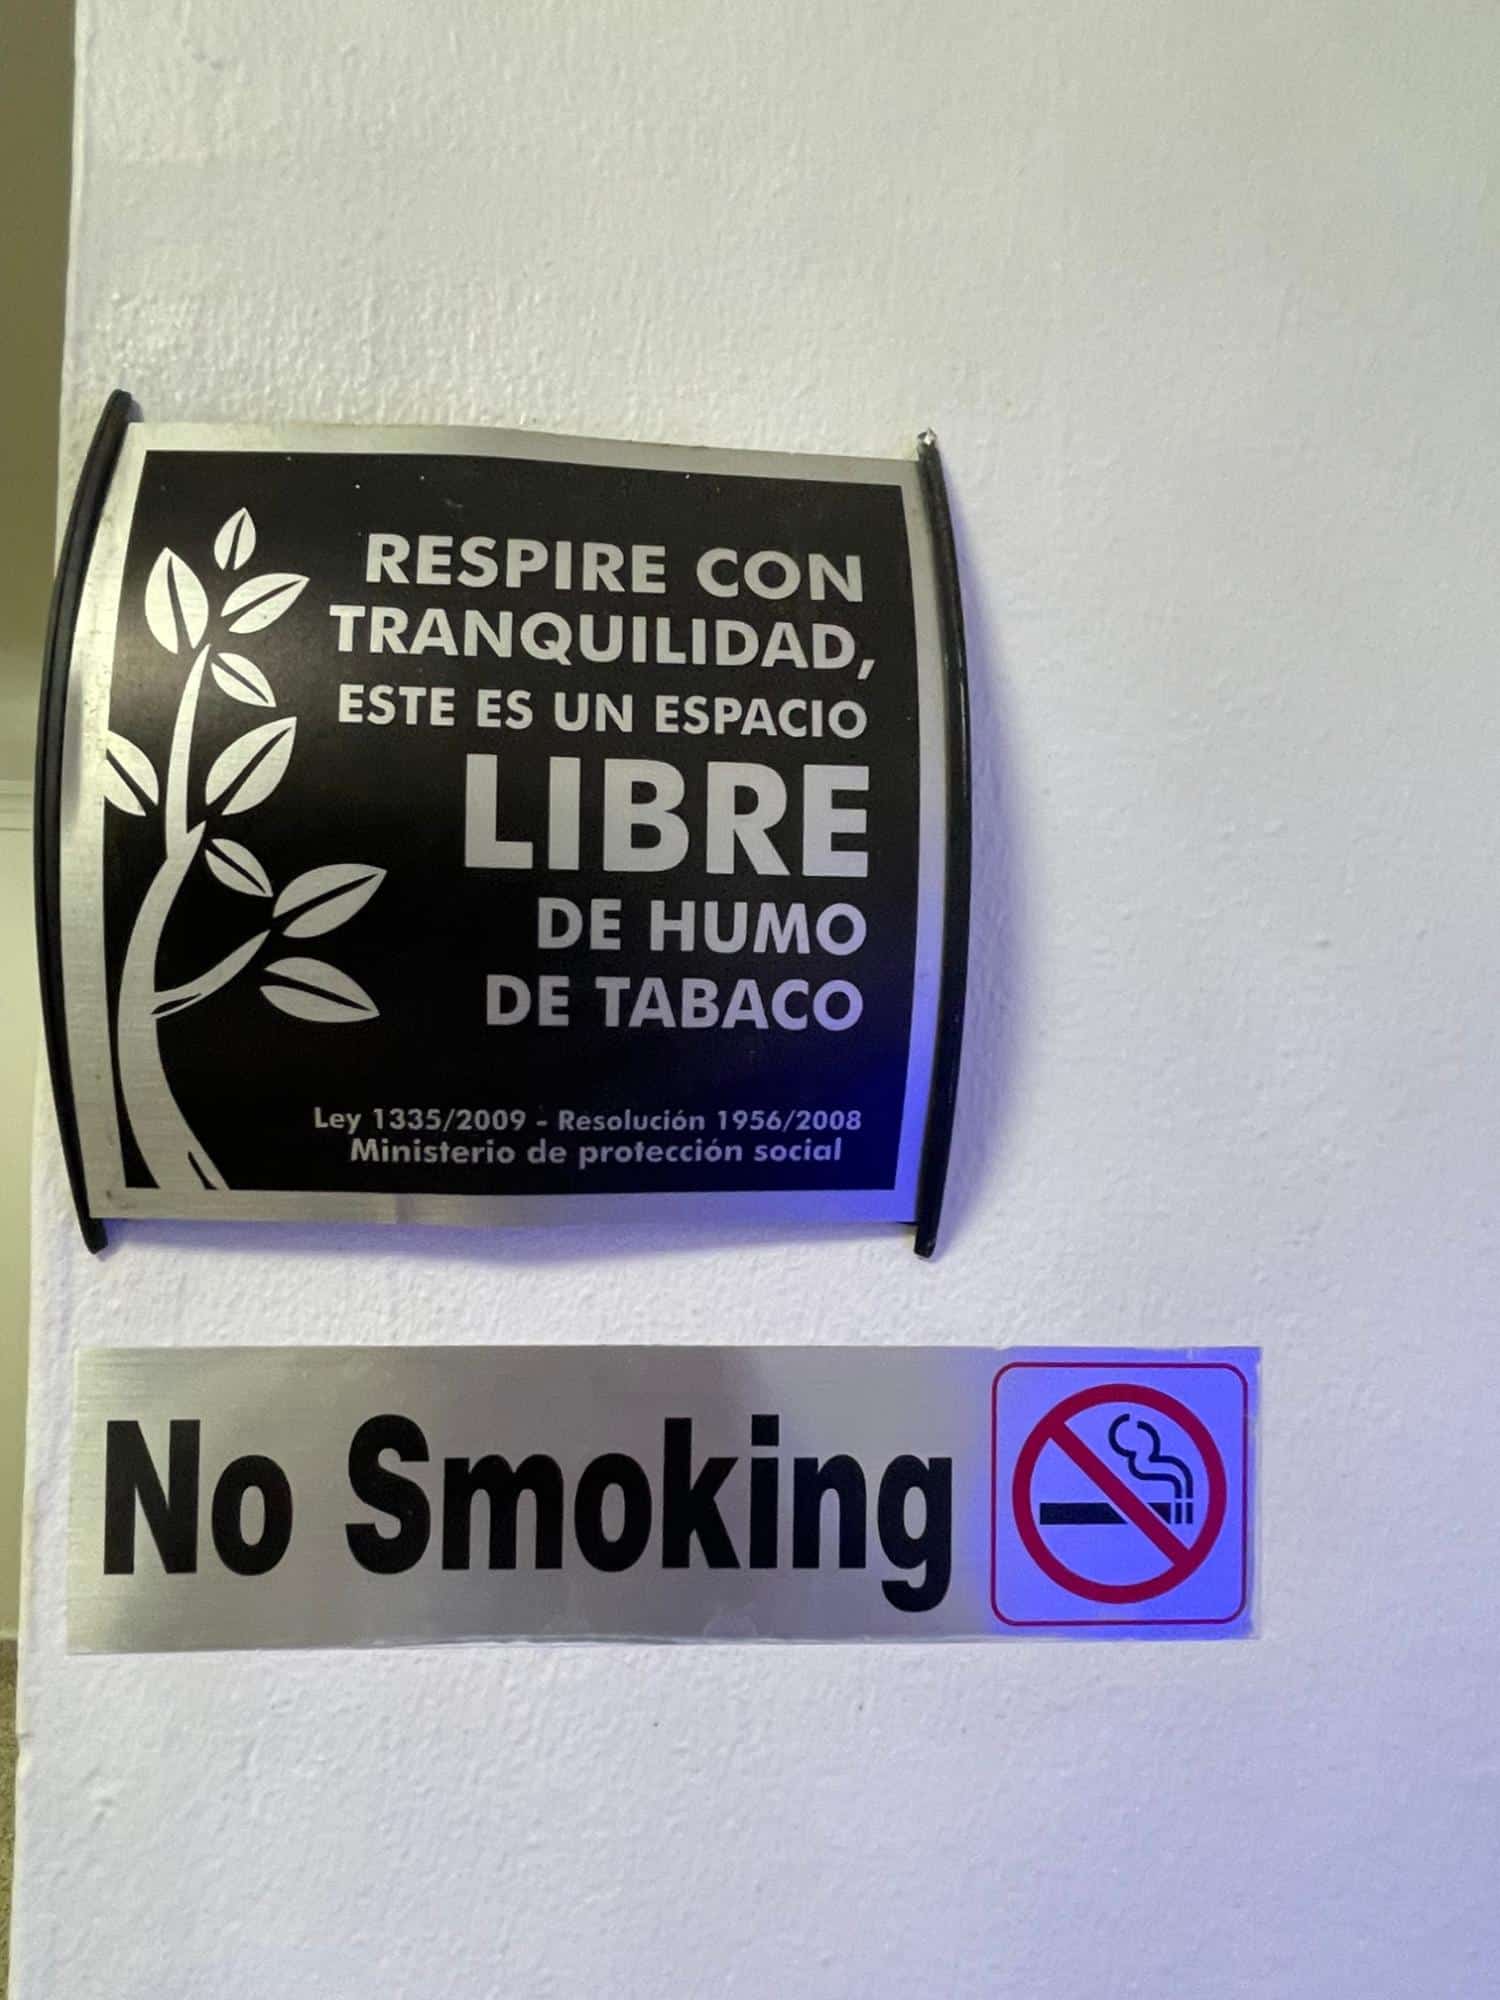 RESPIRE CON
TRANQUILIDAD,
ESTE ES UN ESPACIO
LIBRE
DE HUMO
DE TABACO
Ley 1335/2009 - Resolución 1956/2008
Ministerio de protección social
No Smoking